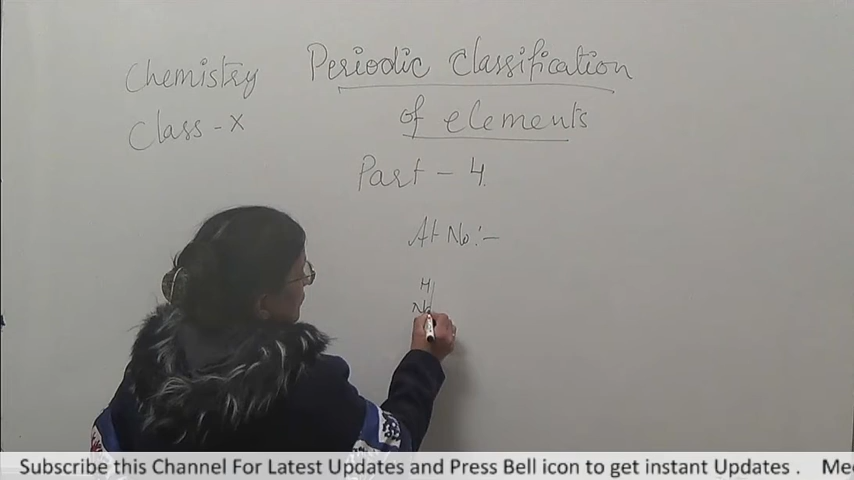 Chemistry Periodic Classification
Class - X of elements
Part - 4
At No :-
H
Subscribe this Channel For Latest Updates and Press Bell icon to get instant Updates .